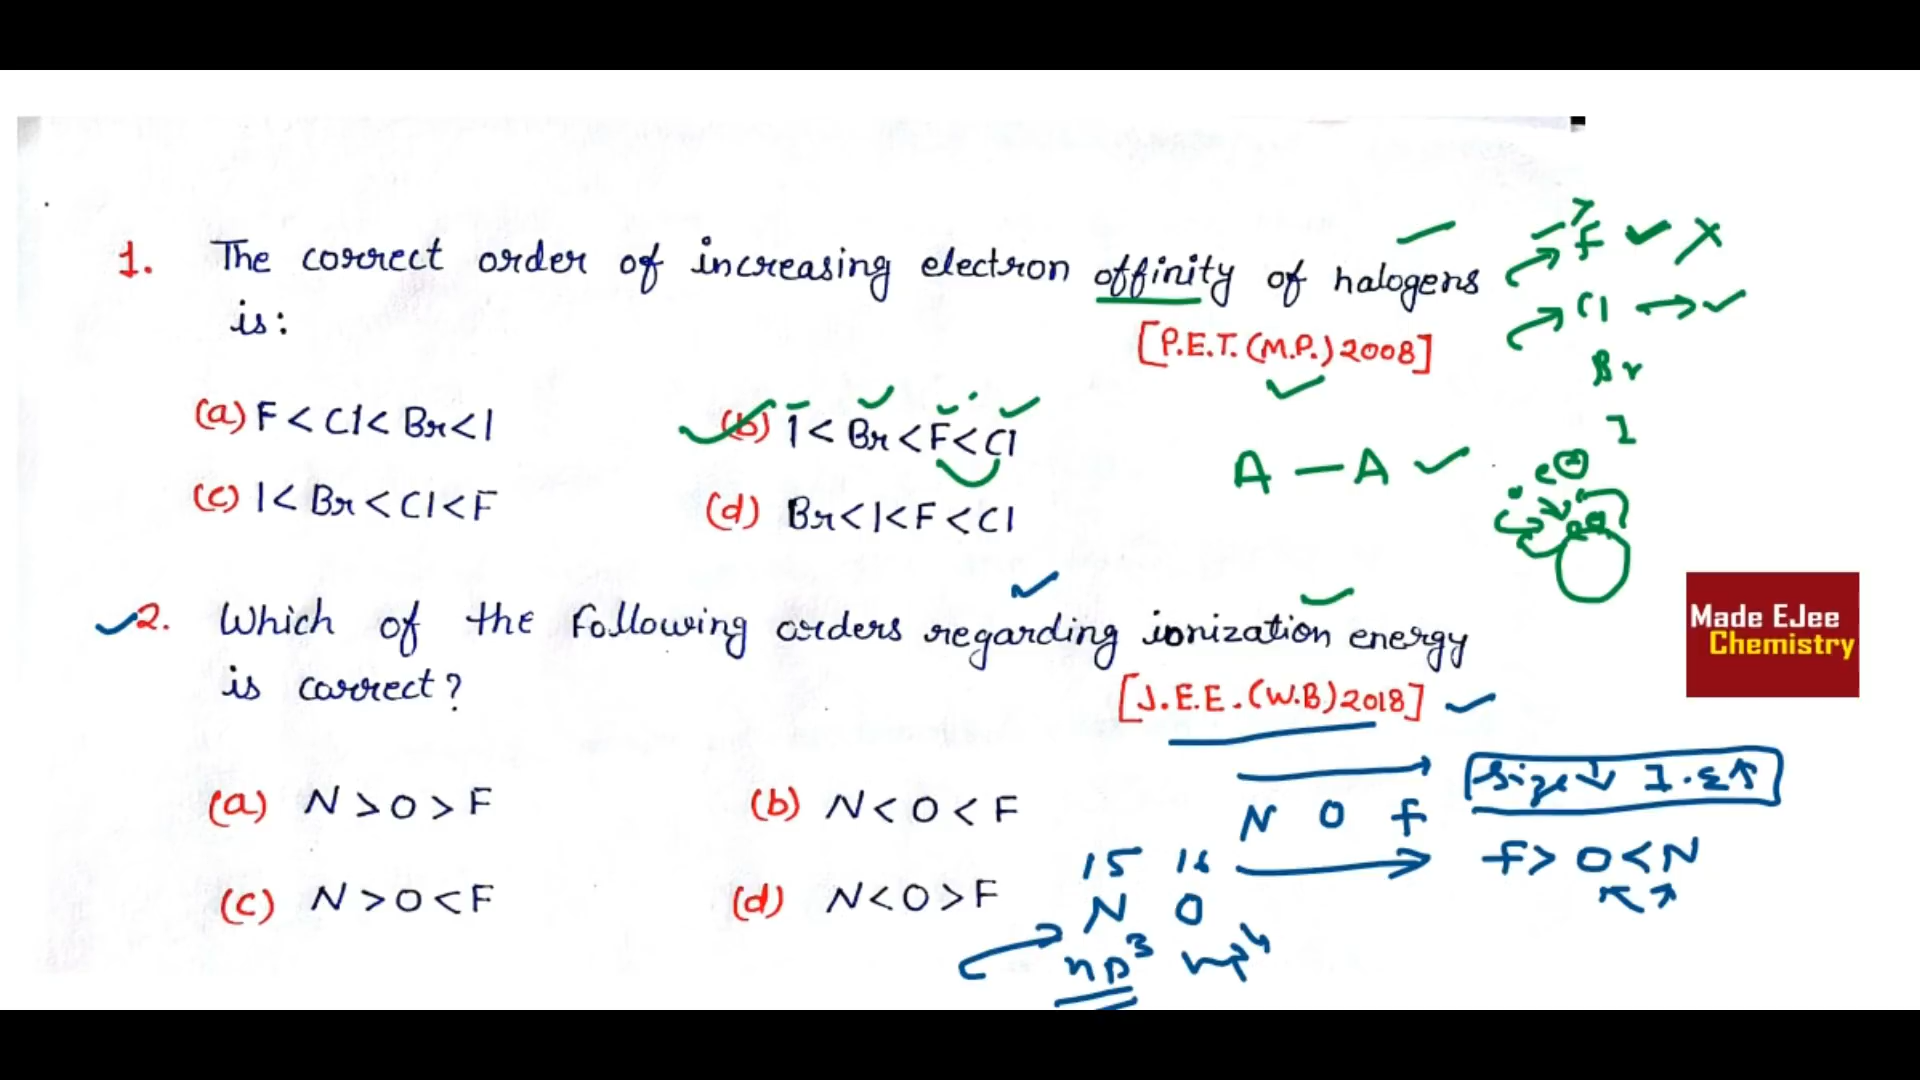 1. The correct order of increasing electron offinity of halogens
is:
[P.E.T.(M.P.)2008]
(a) F < Cl < Br < I
(b) I < Br < F < Cl
(c) I < Br < Cl < F
(d) Br < I < F < Cl
F
Cl
Br
I
A — A
e
2. Which of the following orders regarding ionization energy
is correct?
[J.E.E.(W.B)2018]
(a) N > O > F
(b) N < O < F
(c) N > O < F
(d) N < O > F
Size ↓ I.E ↑
N O F
F > O < N
15 16
N O
np³ np⁴
Made EJee
Chemistry